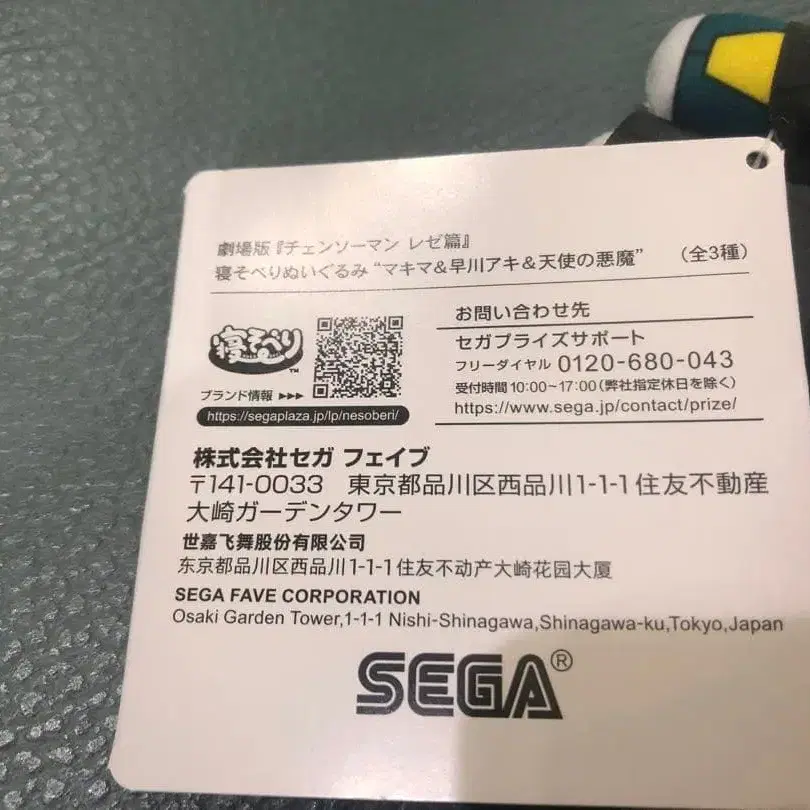 劇場版『チェンソーマン レゼ篇』
寝そべりぬいぐるみ “マキマ&早川アキ&天使の悪魔” (全3種)
寝そべり™
ブランド情報 ▸▸▸
https://segaplaza.jp/lp/nesoberi/
お問い合わせ先
セガプライズサポート
フリーダイヤル 0120-680-043
受付時間 10:00~17:00(弊社指定休日を除く)
https://www.sega.jp/contact/prize/
株式会社セガ フェイブ
〒141-0033 東京都品川区西品川1-1-1 住友不動産
大崎ガーデンタワー
世嘉飞舞股份有限公司
东京都品川区西品川1-1-1住友不动产大崎花园大厦
SEGA FAVE CORPORATION
Osaki Garden Tower,1-1-1 Nishi-Shinagawa,Shinagawa-ku,Tokyo,Japan
SEGA®